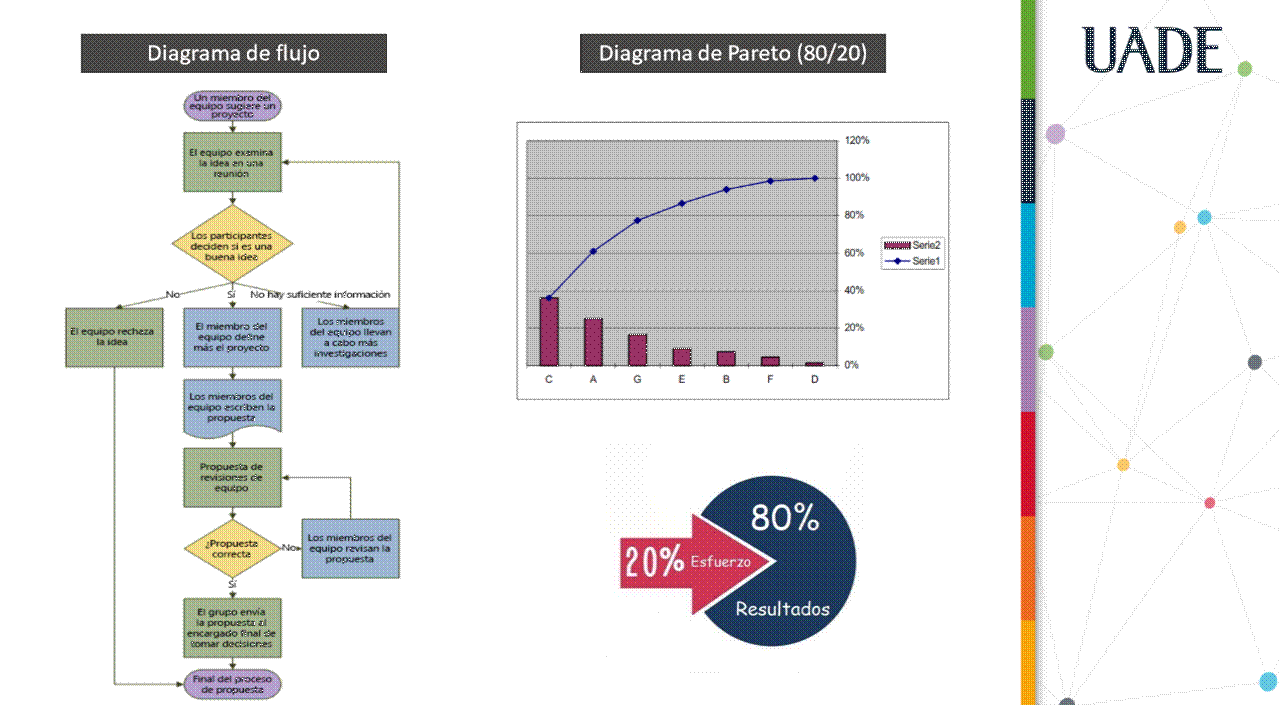 Diagrama de flujo
Un miembro del
equipo sugiere un
proyecto
El equipo examina
la idea en una
reunión
Los participantes
deciden si es una
buena idea
No
Sí
No hay suficiente información
El equipo rechaza
la idea
El miembro del
equipo define
más el proyecto
Los miembros
del equipo llevan
a cabo más
investigaciones
Los miembros del
equipo escriben la
propuesta
Propuesta de
revisiones de
equipo
¿Propuesta
correcta
No
Los miembros del
equipo revisan la
propuesta
Sí
El grupo envía
la propuesta al
encargado final de
tomar decisiones
Final del proceso
de propuesta
Diagrama de Pareto (80/20)
120%
100%
80%
60%
40%
20%
0%
C A G E B F D
Serie2
Serie1
80%
20% Esfuerzo
Resultados
UADE